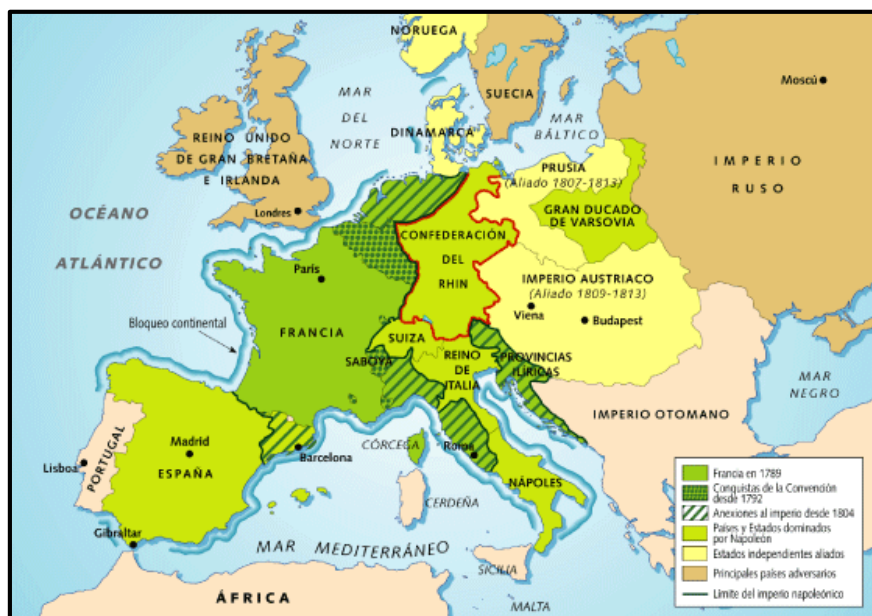 NORUEGA
Moscú
SUECIA
MAR
DEL
NORTE
DINAMARCA
MAR
BÁLTICO
REINO UNIDO
DE GRAN BRETAÑA
E IRLANDA
Londres
IMPERIO
RUSO
PRUSIA
(Aliado 1807-1813)
GRAN DUCADO
DE VARSOVIA
OCÉANO
ATLÁNTICO
CONFEDERACIÓN
DEL
RHIN
París
IMPERIO AUSTRIACO
(Aliado 1809-1813)
Viena
Budapest
Bloqueo continental
FRANCIA
SUIZA
SABOYA
REINO
DE
ITALIA
PROVINCIAS
ILÍRICAS
MAR
NEGRO
IMPERIO OTOMANO
PORTUGAL
Lisboa
Madrid
ESPAÑA
Barcelona
CÓRCEGA
Roma
NÁPOLES
CERDEÑA
Gibraltar
MAR MEDITERRÁNEO
SICILIA
MALTA
ÁFRICA
Francia en 1789
Conquistas de la Convención
desde 1792
Anexiones al imperio desde 1804
Países y Estados dominados
por Napoleón
Estados independientes aliados
Principales países adversarios
Límite del imperio napoleórico